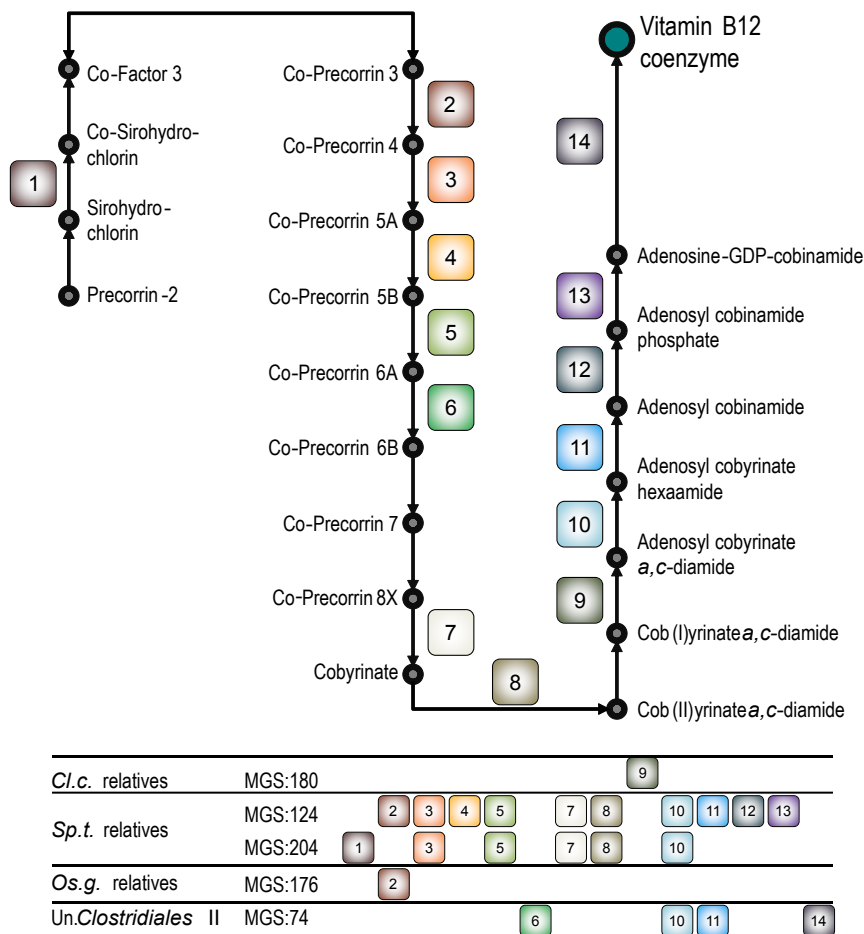 Vitamin B12
coenzyme
Co-Factor 3
Co-Precorrin 3
2
Co-Sirohydro-
chlorin
Co-Precorrin 4
14
1
3
Sirohydro-
chlorin
Co-Precorrin 5A
4
Adenosine-GDP-cobinamide
Precorrin-2
Co-Precorrin 5B
13
5
Adenosyl cobinamide
phosphate
Co-Precorrin 6A
12
6
Adenosyl cobinamide
Co-Precorrin 6B
11
Adenosyl cobyrinate
hexaamide
Co-Precorrin 7
10
Adenosyl cobyrinate
a,c-diamide
Co-Precorrin 8X
9
7
Cob (I)yrinate a,c-diamide
Cobyrinate
8
Cob (II)yrinate a,c-diamide
Cl.c. relatives MGS:180 9
Sp.t. relatives
MGS:124 2 3 4 5 7 8 10 11 12 13
MGS:204 1 3 5 7 8 10
Os.g. relatives MGS:176 2
Un.Clostridiales II MGS:74 6 10 11 14